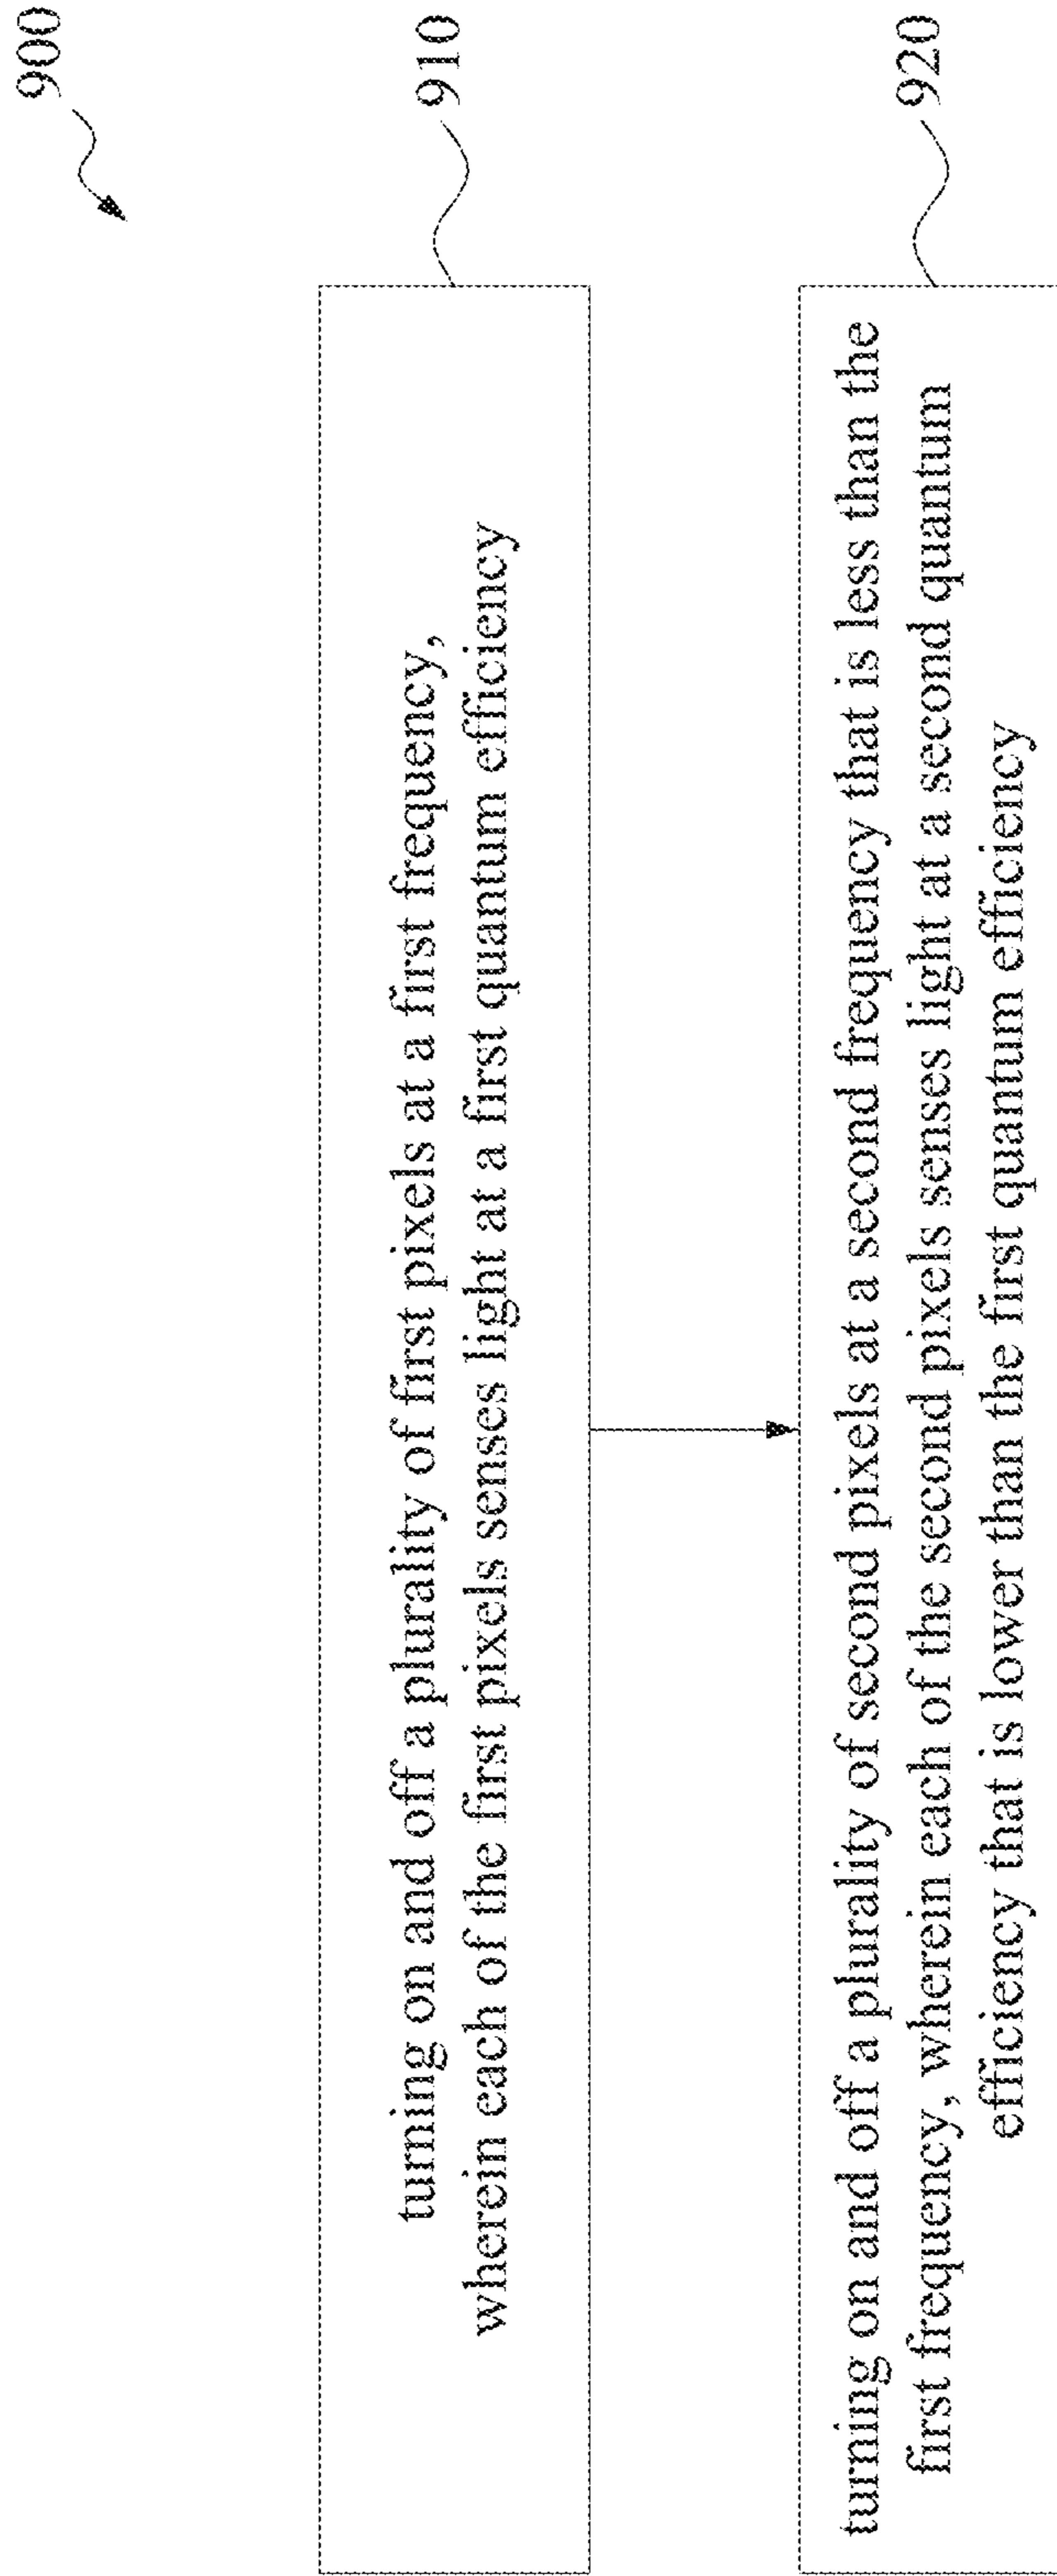 900
910
turning on and off a plurality of first pixels at a first frequency,
wherein each of the first pixels senses light at a first quantum efficiency
920
turning on and off a plurality of second pixels at a second frequency that is less than the
first frequency, wherein each of the second pixels senses light at a second quantum
efficiency that is lower than the first quantum efficiency